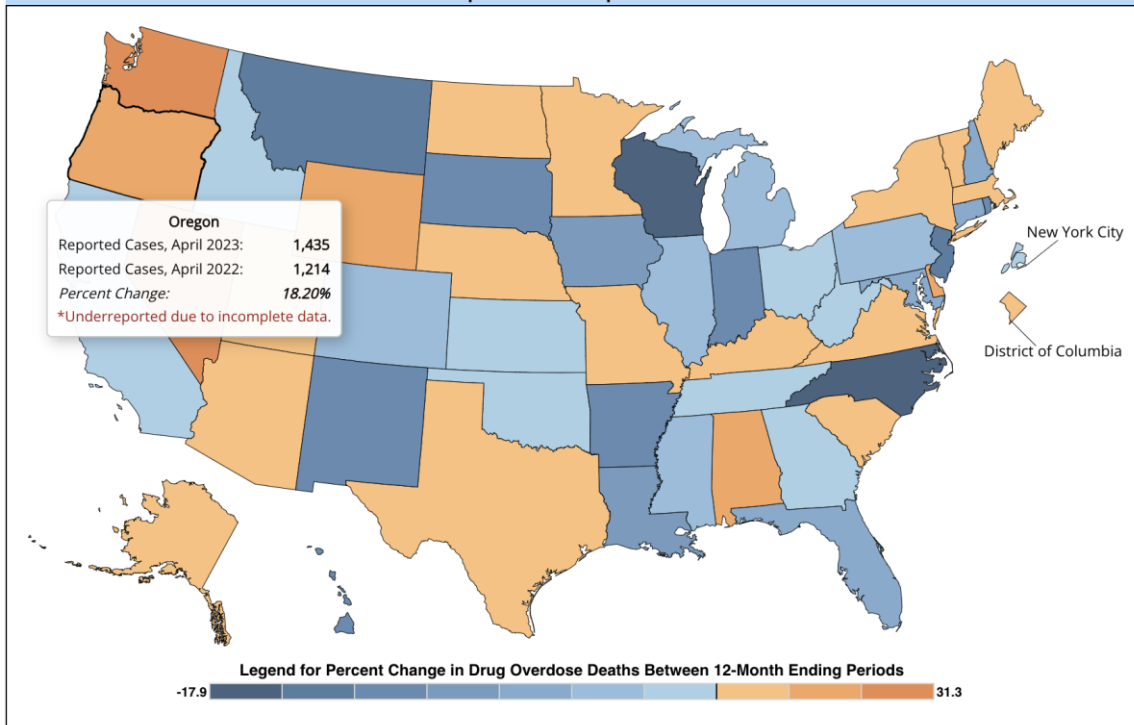 Oregon
Reported Cases, April 2023: 1,435
Reported Cases, April 2022: 1,214
Percent Change: 18.20%
*Underreported due to incomplete data.
New York City
District of Columbia
Legend for Percent Change in Drug Overdose Deaths Between 12-Month Ending Periods
-17.9 31.3